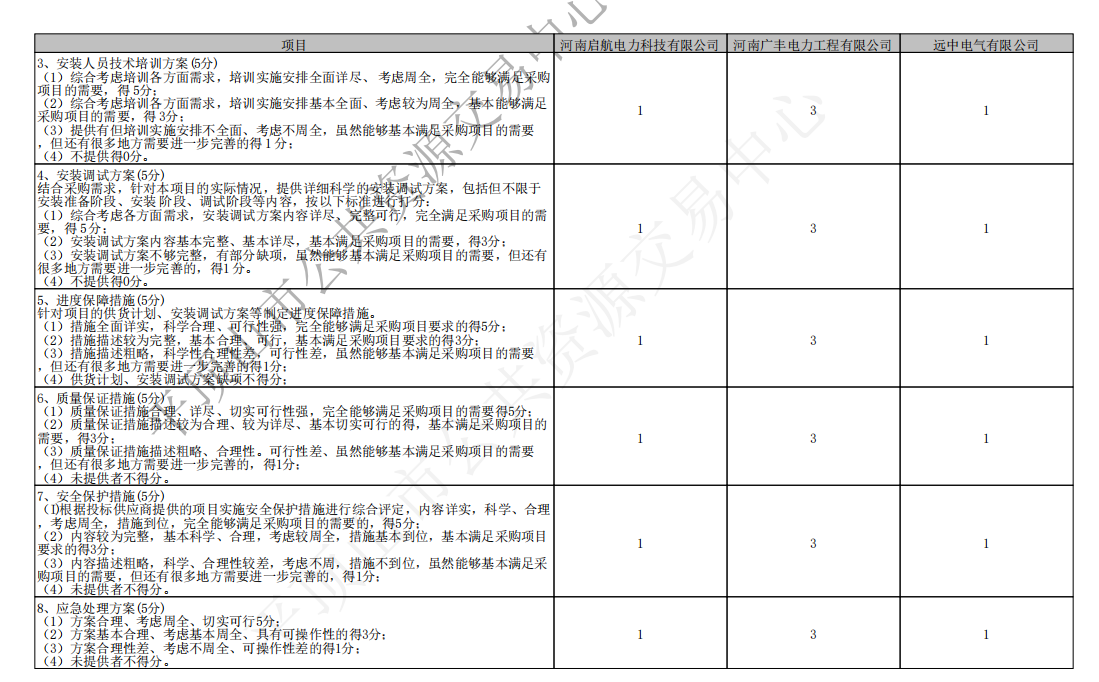 项目 河南启航电力科技有限公司 河南广丰电力工程有限公司 远中电气有限公司
3、安装人员技术培训方案(5分)
（1）综合考虑培训各方面需求，培训实施安排全面详尽、 考虑周全，完全能够满足采购
项目的需要，得 5分；
（2）综合考虑培训各方面需求，培训实施安排基本全面、考虑较为周全，基本能够满足
采购项目的需要，得 3分；
（3）提供有但培训实施安排不全面、考虑不周全，虽然能够基本满足采购项目的需要
，但还有很多地方需要进一步完善的得 1 分；
（4）不提供得0分。
1 3 1
4、安装调试方案(5分)
结合采购需求，针对本项目的实际情况，提供详细科学的安装调试方案，包括但不限于
安装准备阶段、安装 阶段、调试阶段等内容，按以下标准进行打分：
（1）综合考虑各方面需求，安装调试方案内容详尽、完整可行，完全满足采购项目的需
要，得 5 分；
（2）安装调试方案内容基本完整、基本详尽，基本满足采购项目的需要，得3分；
（3）安装调试方案不够完整，有部分缺项，虽然能够基本满足采购项目的需要，但还有
很多地方需要进一步完善的，得1 分。
（4）不提供得0分。
1 3 1
5、进度保障措施(5分)
针对项目的供货计划、安装调试方案等制定进度保障措施。
（1）措施全面详实，科学合理、可行性强，完全能够满足采购项目要求的得5分；
（2）措施描述较为完整，基本合理、可行，基本满足采购项目要求的得3分；
（3）措施描述粗略，科学性合理性差，可行性差，虽然能够基本满足采购项目的需要
，但还有很多地方需要进一步完善的得1分；
（4）供货计划、安装调试方案缺项不得分；
1 3 1
6、质量保证措施(5分)
（1）质量保证措施合理、详尽、切实可行性强，完全能够满足采购项目的需要得5分；
（2）质量保证措施描述较为合理、较为详尽、基本切实可行的得，基本满足采购项目的
需要，得3分；
（3）质量保证措施描述粗略、合理性。可行性差、虽然能够基本满足采购项目的需要
，但还有很多地方需要进一步完善的，得1分；
（4）未提供者不得分。
1 3 1
7、安全保护措施(5分)
（I)根据投标供应商提供的项目实施安全保护措施进行综合评定，内容详实，科学、合理
，考虑周全，措施到位，完全能够满足采购项目的需要的，得5分；
（2）内容较为完整，基本科学、合理，考虑较周全，措施基本到位，基本满足采购项目
要求的得3分；
（3）内容描述粗略，科学、合理性较差，考虑不周，措施不到位，虽然能够基本满足采
购项目的需要，但还有很多地方需要进一步完善的，得1分；
（4）未提供者不得分。
1 3 1
8、应急处理方案(5分)
（1）方案合理、考虑周全、切实可行5分；
（2）方案基本合理、考虑基本周全、具有可操作性的得3分；
（3）方案合理性差、考虑不周全、可操作性差的得1分；
（4）未提供者不得分。
1 3 1
平顶山市公共资源交易中心
平顶山市公共资源交易中心